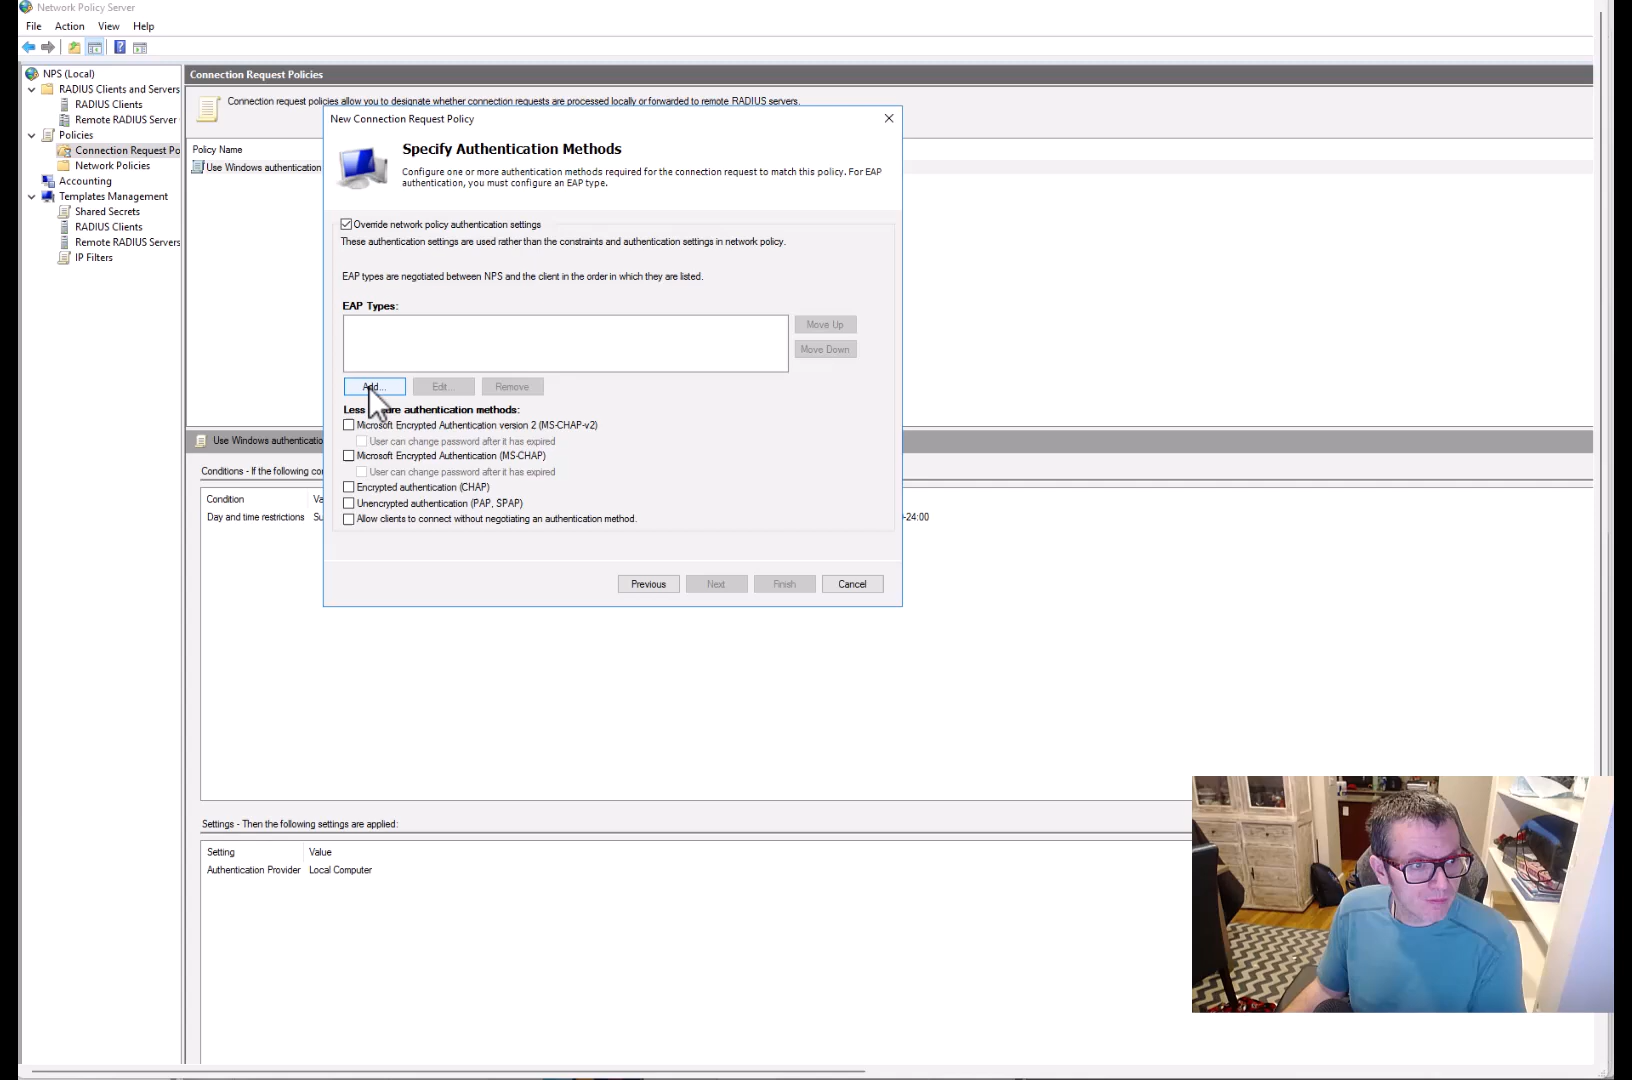 Network Policy Server
File Action View Help
NPS (Local)
RADIUS Clients and Servers
RADIUS Clients
Remote RADIUS Server
Policies
Connection Request Po
Network Policies
Accounting
Templates Management
Shared Secrets
RADIUS Clients
Remote RADIUS Servers
IP Filters
Connection Request Policies
Connection request policies allow you to designate whether connection requests are processed locally or forwarded to remote RADIUS servers.
Policy Name
Use Windows authentication
New Connection Request Policy
Specify Authentication Methods
Configure one or more authentication methods required for the connection request to match this policy. For EAP
authentication, you must configure an EAP type.
Override network policy authentication settings
These authentication settings are used rather than the constraints and authentication settings in network policy.
EAP types are negotiated between NPS and the client in the order in which they are listed.
EAP Types:
Move Up
Move Down
Add... Edit... Remove
Less authentication methods:
Microsoft Encrypted Authentication version 2 (MS-CHAP-v2)
User can change password after it has expired
Microsoft Encrypted Authentication (MS-CHAP)
User can change password after it has expired
Encrypted authentication (CHAP)
Unencrypted authentication (PAP, SPAP)
Allow clients to connect without negotiating an authentication method.
Previous Next Finish Cancel
Use Windows authenticatio
Conditions - If the following co
Condition Va
Day and time restrictions Su -24:00
Settings - Then the following settings are applied:
Setting Value
Authentication Provider Local Computer